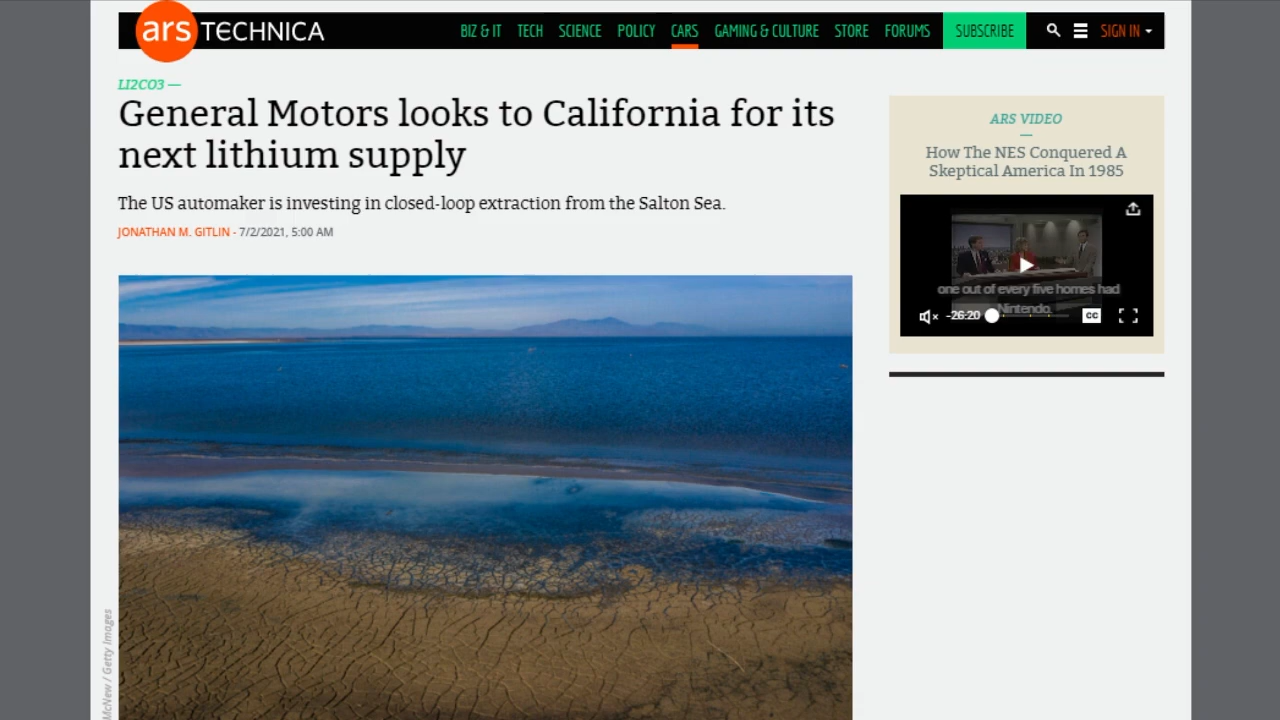 ars TECHNICA
BIZ & IT TECH SCIENCE POLICY CARS GAMING & CULTURE STORE FORUMS SUBSCRIBE SIGN IN
LI2CO3 —
General Motors looks to California for its
next lithium supply
The US automaker is investing in closed-loop extraction from the Salton Sea.
JONATHAN M. GITLIN - 7/2/2021, 5:00 AM
McNew / Getty Images
ARS VIDEO
How The NES Conquered A
Skeptical America In 1985
one out of every five homes had
Nintendo.
-26:20
CC